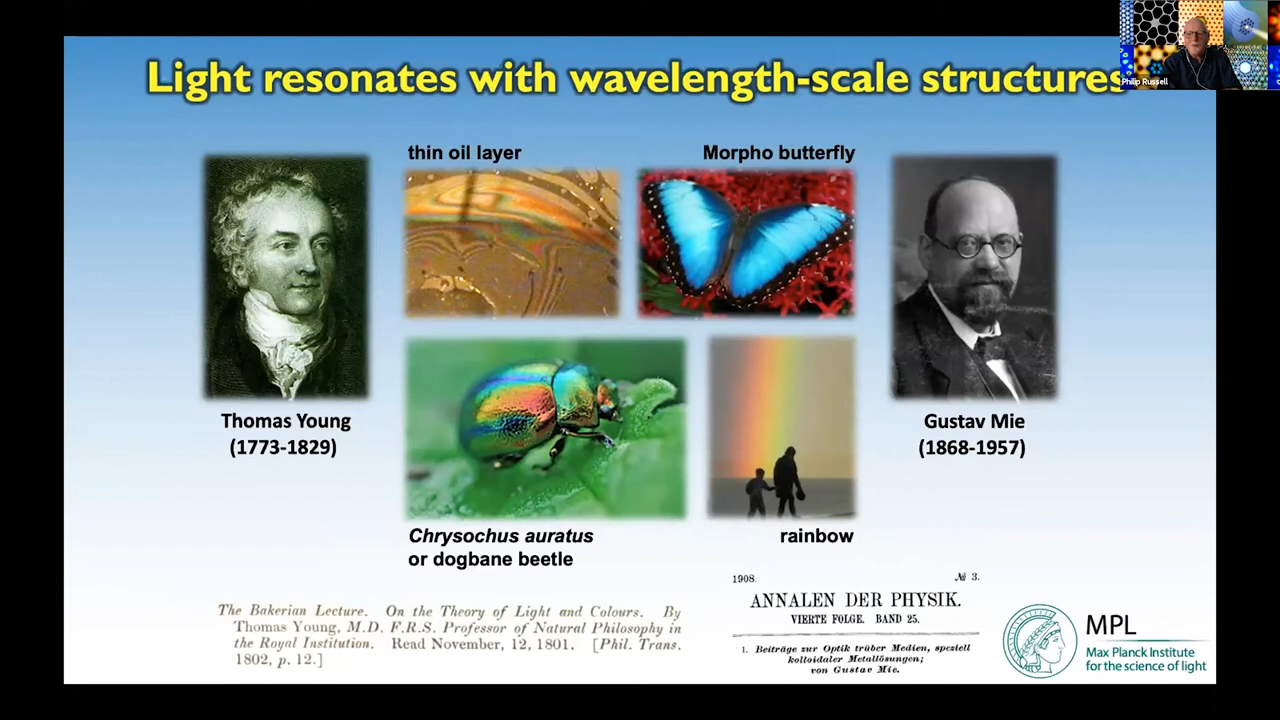 Light resonates with wavelength-scale structures
Philip Russell
thin oil layer
Morpho butterfly
Thomas Young
(1773-1829)
Gustav Mie
(1868-1957)
Chrysochus auratus
or dogbane beetle
rainbow
The Bakerian Lecture. On the Theory of Light and Colours. By
Thomas Young, M.D. F.R.S. Professor of Natural Philosophy in
the Royal Institution. Read November, 12, 1801. [Phil. Trans.
1802, p. 12.]
1908. № 3.
ANNALEN DER PHYSIK.
VIERTE FOLGE. BAND 25.
1. Beiträge zur Optik trüber Medien, speziell
kolloidaler Metallösungen;
von Gustav Mie.
MPL
Max Planck Institute
for the science of light